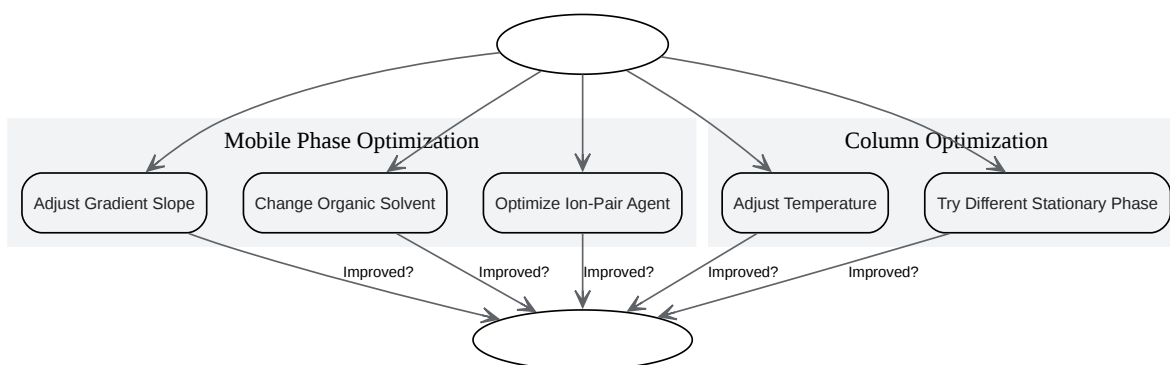 Mobile Phase Optimization
Column Optimization
Adjust Gradient Slope
Change Organic Solvent
Optimize Ion-Pair Agent
Adjust Temperature
Try Different Stationary Phase
Improved?
Improved?
Improved?
Improved?
Improved?